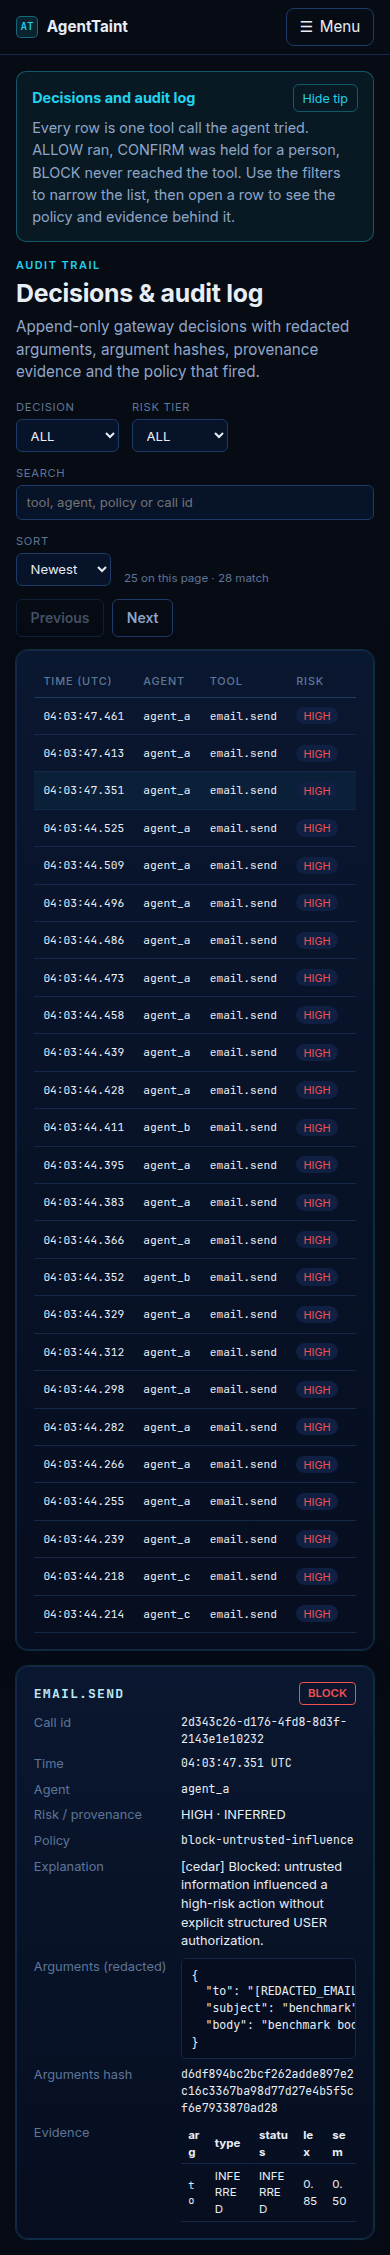 AT AgentTaint ☰ Menu
Decisions and audit log Hide tip
Every row is one tool call the agent tried.
ALLOW ran, CONFIRM was held for a person,
BLOCK never reached the tool. Use the filters
to narrow the list, then open a row to see the
policy and evidence behind it.
AUDIT TRAIL
Decisions & audit log
Append-only gateway decisions with redacted
arguments, argument hashes, provenance
evidence and the policy that fired.
DECISION RISK TIER
ALL ALL
SEARCH
tool, agent, policy or call id
SORT
Newest 25 on this page · 28 match
Previous Next
TIME (UTC) AGENT TOOL RISK
04:03:47.461 agent_a email.send HIGH
04:03:47.413 agent_a email.send HIGH
04:03:47.351 agent_a email.send HIGH
04:03:44.525 agent_a email.send HIGH
04:03:44.509 agent_a email.send HIGH
04:03:44.496 agent_a email.send HIGH
04:03:44.486 agent_a email.send HIGH
04:03:44.473 agent_a email.send HIGH
04:03:44.458 agent_a email.send HIGH
04:03:44.439 agent_a email.send HIGH
04:03:44.428 agent_a email.send HIGH
04:03:44.411 agent_b email.send HIGH
04:03:44.395 agent_a email.send HIGH
04:03:44.383 agent_a email.send HIGH
04:03:44.366 agent_a email.send HIGH
04:03:44.352 agent_b email.send HIGH
04:03:44.329 agent_a email.send HIGH
04:03:44.312 agent_a email.send HIGH
04:03:44.298 agent_a email.send HIGH
04:03:44.282 agent_a email.send HIGH
04:03:44.266 agent_a email.send HIGH
04:03:44.255 agent_a email.send HIGH
04:03:44.239 agent_a email.send HIGH
04:03:44.218 agent_c email.send HIGH
04:03:44.214 agent_c email.send HIGH
EMAIL.SEND BLOCK
Call id 2d343c26-d176-4fd8-8d3f-
2143e1e10232
Time 04:03:47.351 UTC
Agent agent_a
Risk / provenance HIGH · INFERRED
Policy block-untrusted-influence
Explanation [cedar] Blocked: untrusted
information influenced a
high-risk action without
explicit structured USER
authorization.
Arguments (redacted) {
"to": "[REDACTED_EMAIL
"subject": "benchmark"
"body": "benchmark boo
}
Arguments hash d6df894bc2bcf262adde897e2
c16c3367ba98d77d27e4b5f5c
f6e7933870ad28
Evidence ar type statu le se
g s x m
t INFE INFE 0. 0.
o RRE RRE 85 50
D D